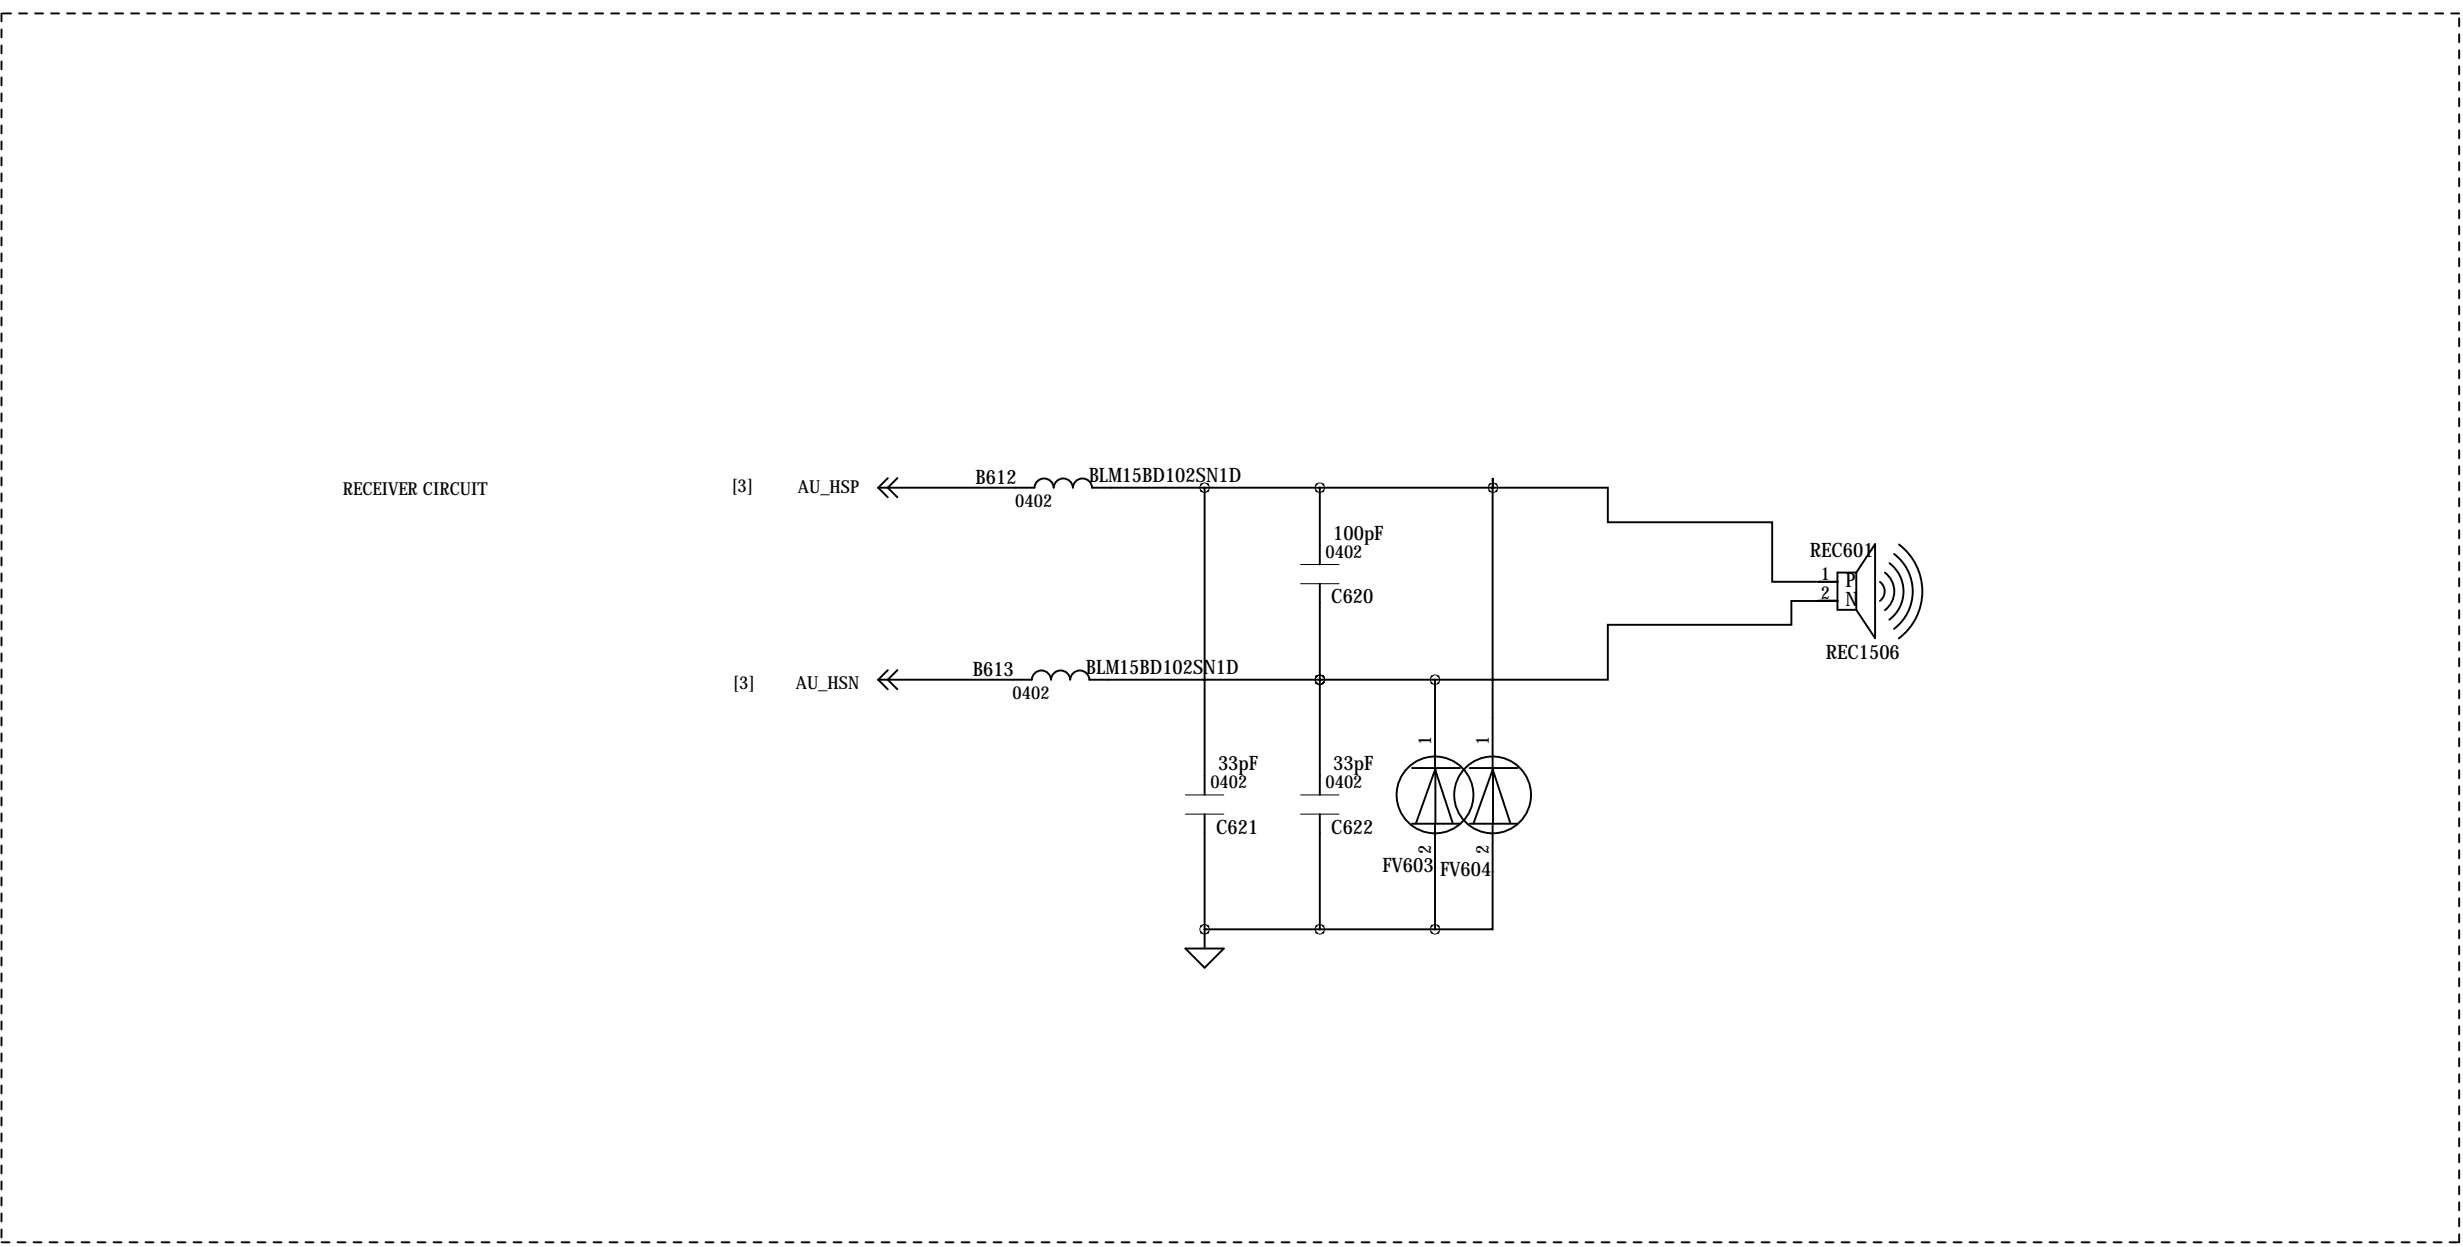 RECEIVER CIRCUIT
[3] AU_HSP
B612
BLM15BD102SN1D
0402
100pF
0402
C620
REC601
1 P
2 N
REC1506
[3] AU_HSN
B613
BLM15BD102SN1D
0402
33pF
0402
C621
33pF
0402
C622
1
2
FV603
1
2
FV604